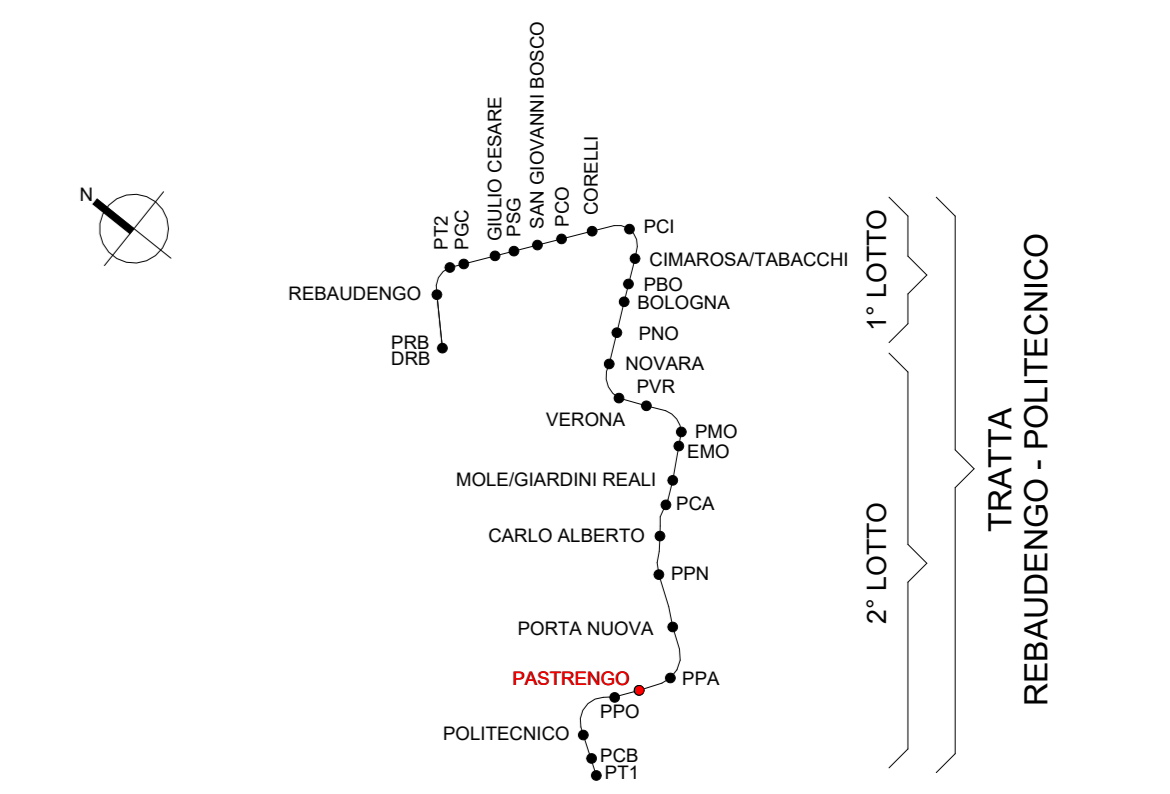 N
PT2
PGC
GIULIO CESARE
PSG
SAN GIOVANNI BOSCO
PCO
CORELLI
PCI
CIMAROSA/TABACCHI
REBAUDENGO
PBO
BOLOGNA
PNO
PRB
DRB
NOVARA
PVR
VERONA
PMO
EMO
MOLE/GIARDINI REALI
PCA
CARLO ALBERTO
PPN
PORTA NUOVA
PASTRENGO
PPA
PPO
POLITECNICO
PCB
PT1
1° LOTTO
2° LOTTO
TRATTA
REBAUDENGO - POLITECNICO